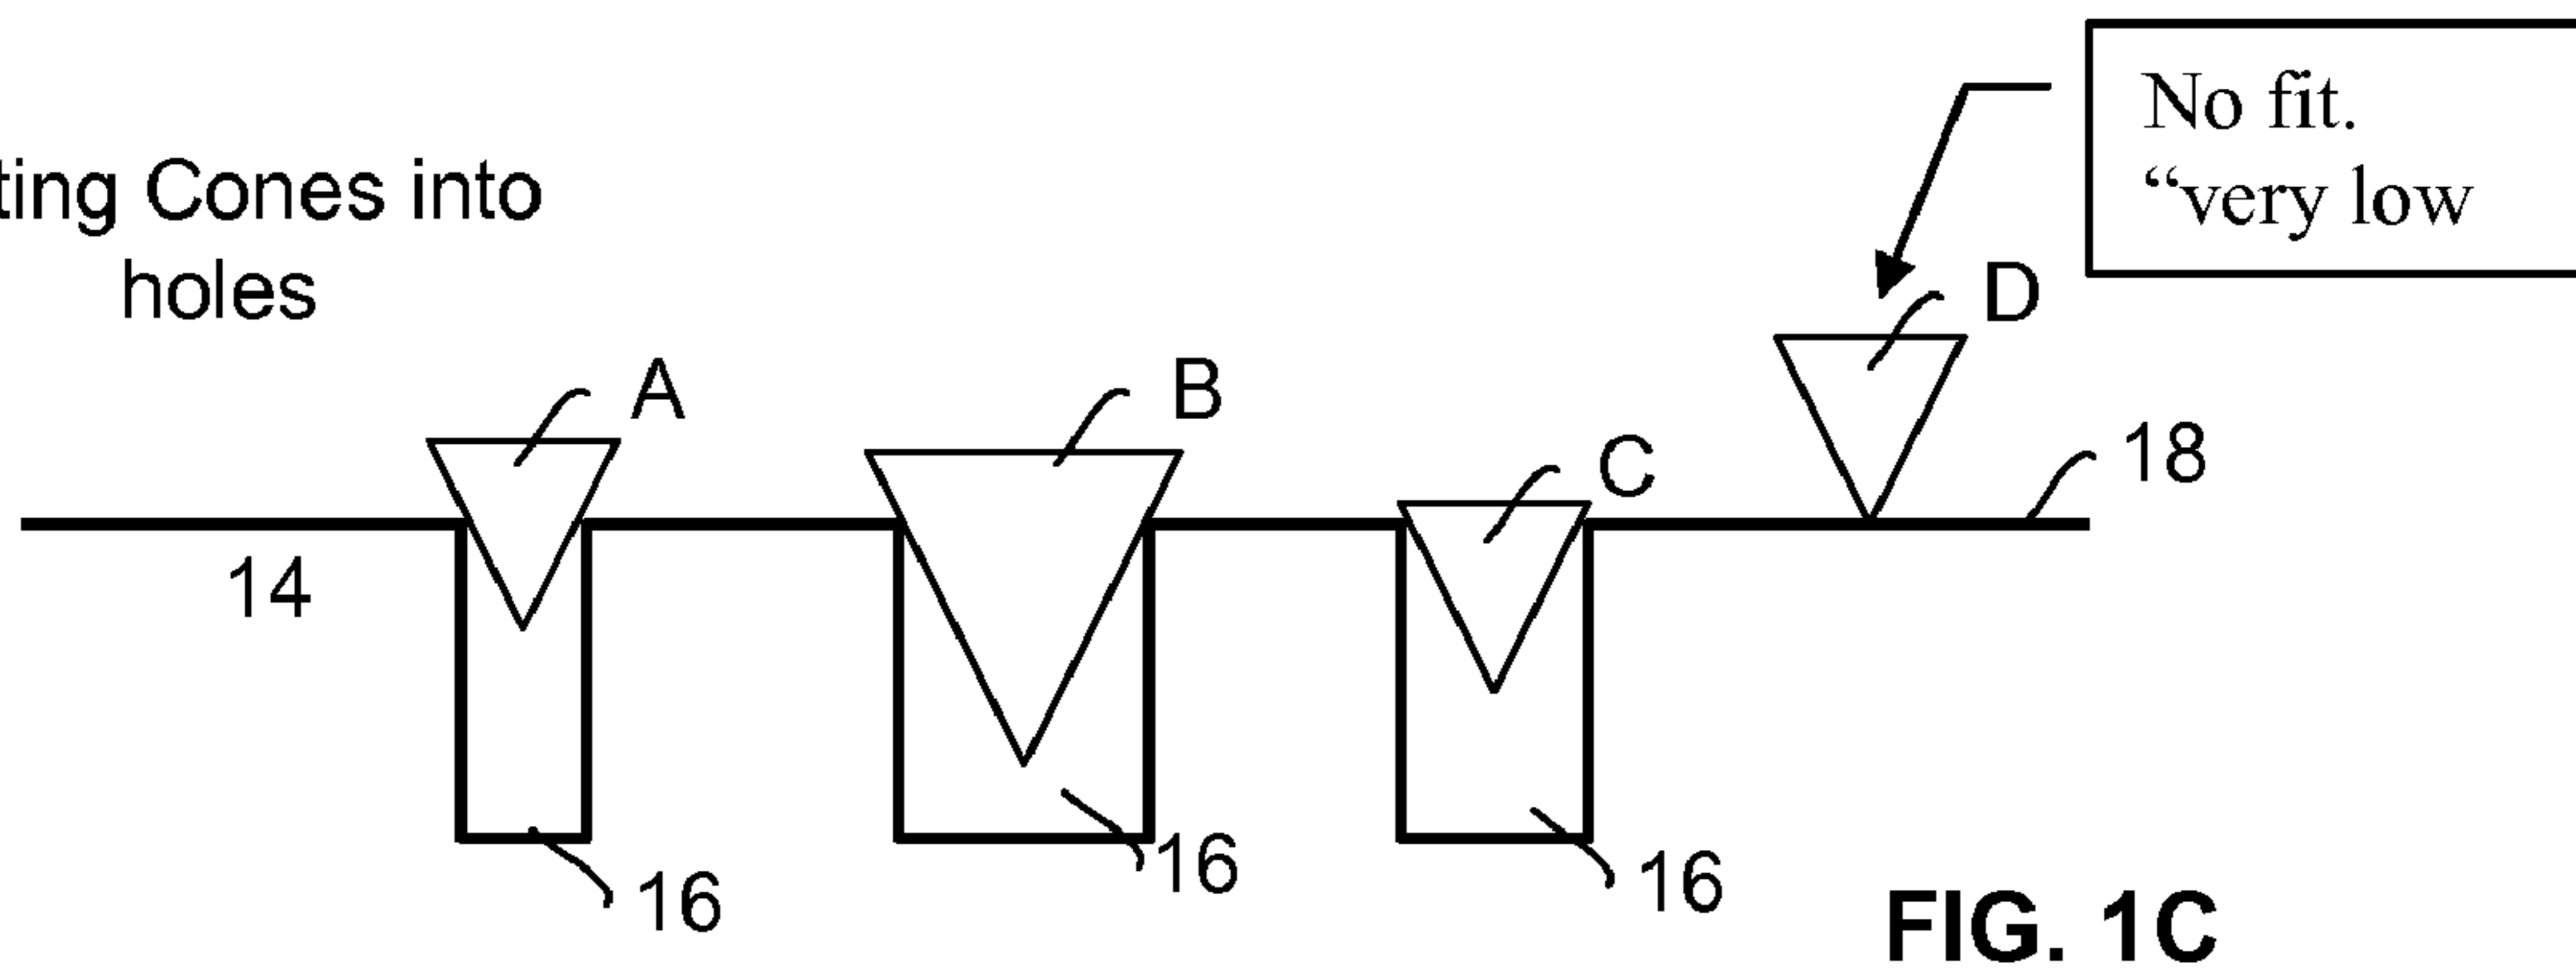 ting Cones into
holes
No fit.
“very low
A
B
C
D
18
14
16
16
16
FIG. 1C